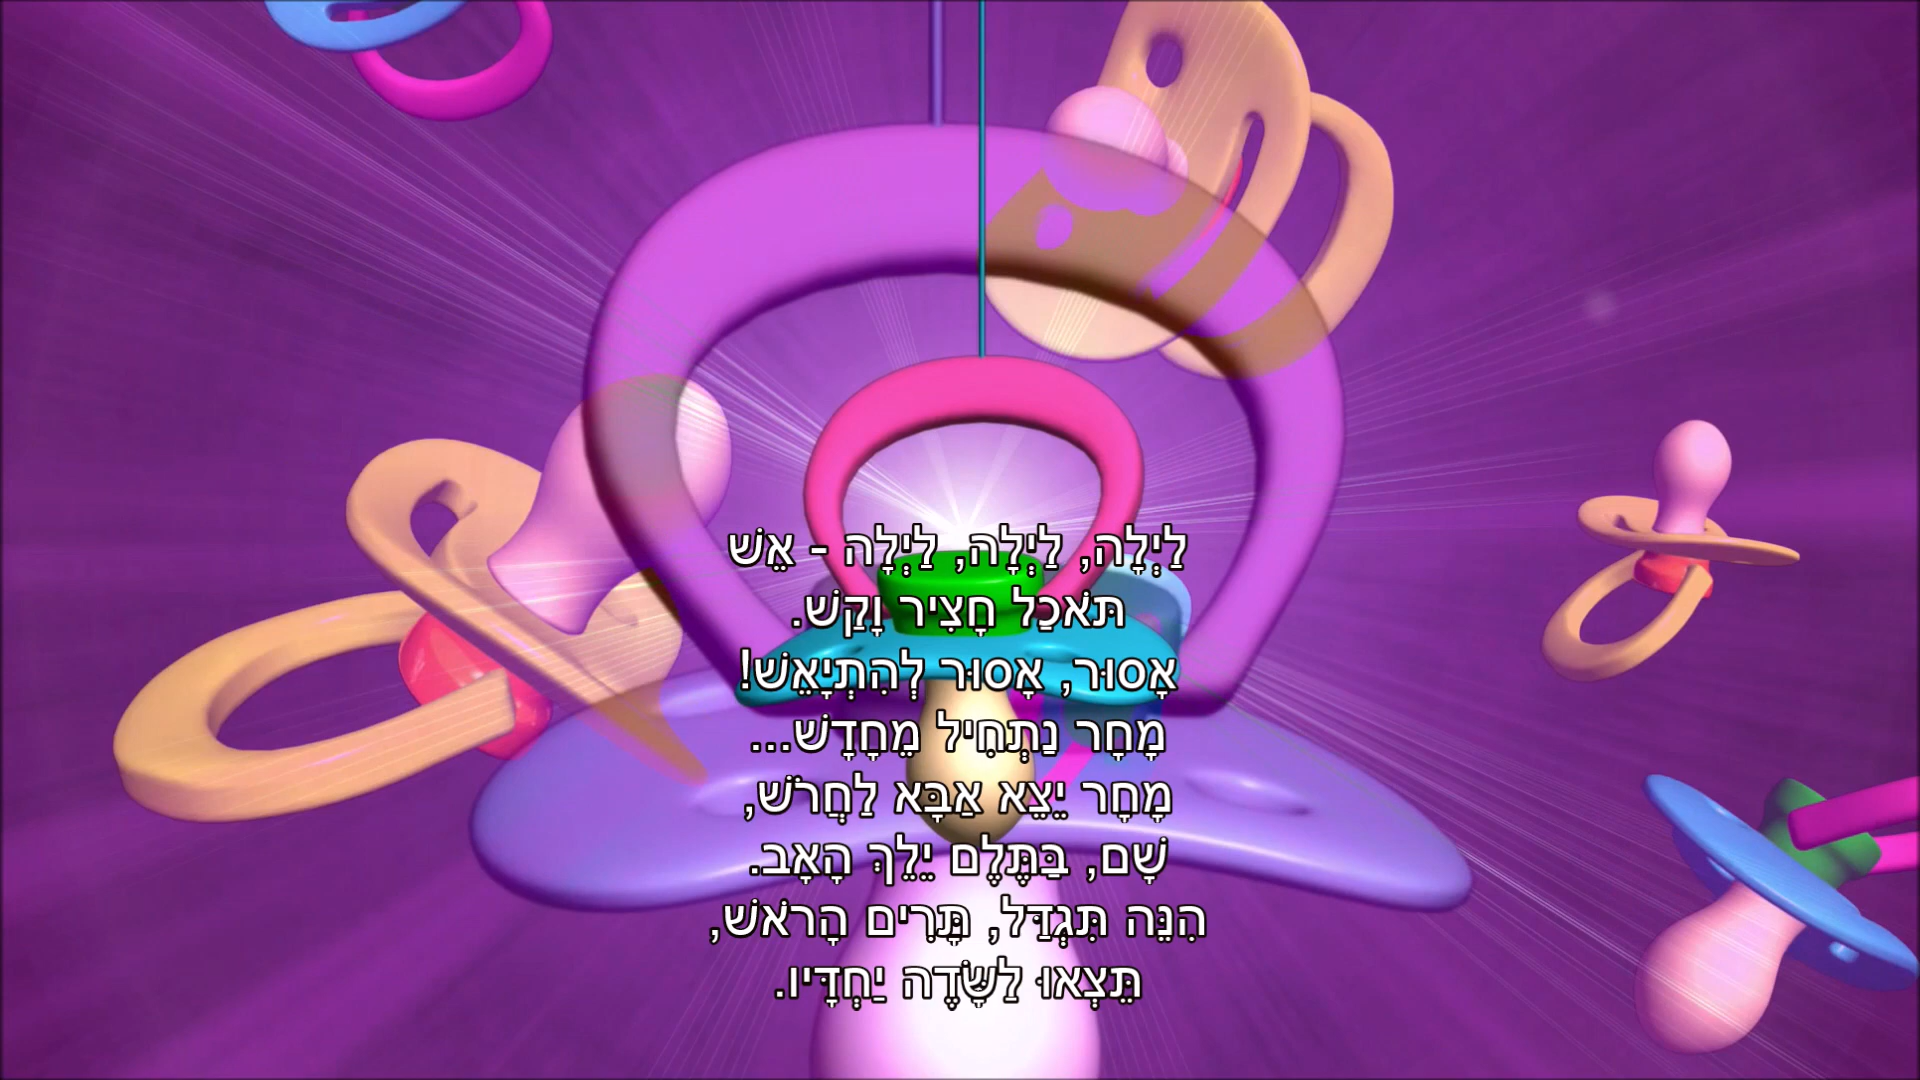 לַיְלָה, לַיְלָה, לַיְלָה - אֵשׁ
תֹּאכַל חָצִיר וָקַשׁ.
אָסוּר, אָסוּר לְהִתְיָאֵשׁ!
מָחָר נַתְחִיל מֵחָדָשׁ...
מָחָר יֵצֵא אַבָּא לַחֲרֹשׁ,
שָׁם, בַּתֶּלֶם יֵלֵךְ הָאָב.
הִנֵּה תִּגְדַּל, תָּרִים הָרֹאשׁ,
תֵּצְאוּ לַשָּׂדֶה יַחְדָּיו.